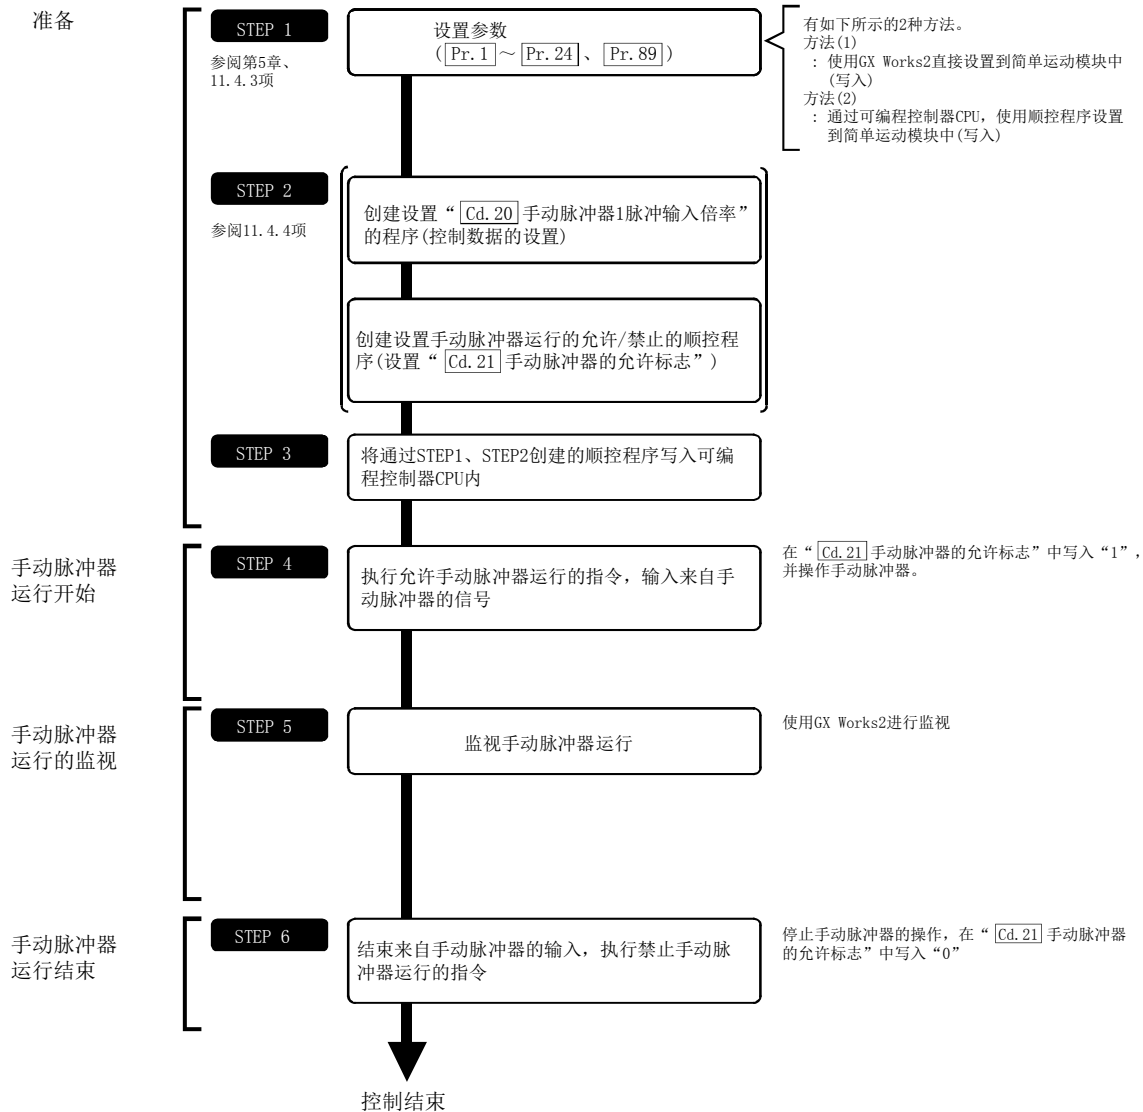 准备
STEP 1
参阅第5章、
11.4.3项
设置参数
(Pr.1～Pr.24、Pr.89)
有如下所示的2种方法。
方法(1)
：使用GX Works2直接设置到简单运动模块中
(写入)
方法(2)
：通过可编程控制器CPU，使用顺控程序设置
到简单运动模块中(写入)
STEP 2
参阅11.4.4项
创建设置“Cd.20手动脉冲器1脉冲输入倍率”
的程序(控制数据的设置)
创建设置手动脉冲器运行的允许/禁止的顺控程
序(设置“Cd.21手动脉冲器的允许标志”)
STEP 3
将通过STEP1、STEP2创建的顺控程序写入可编
程控制器CPU内
手动脉冲器
运行开始
STEP 4
执行允许手动脉冲器运行的指令，输入来自手
动脉冲器的信号
在“Cd.21手动脉冲器的允许标志”中写入“1”，
并操作手动脉冲器。
手动脉冲器
运行的监视
STEP 5
监视手动脉冲器运行
使用GX Works2进行监视
手动脉冲器
运行结束
STEP 6
结束来自手动脉冲器的输入，执行禁止手动脉
冲器运行的指令
停止手动脉冲器的操作，在“Cd.21手动脉冲器
的允许标志”中写入“0”
控制结束